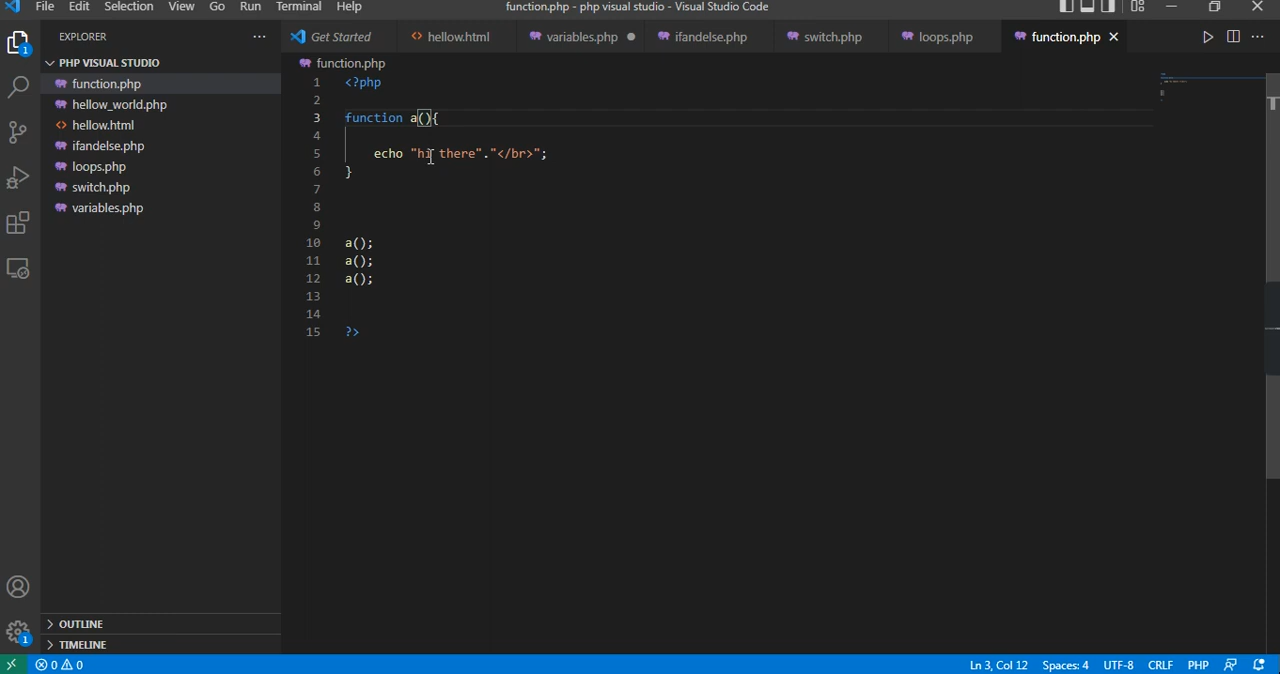 File Edit Selection View Go Run Terminal Help function.php - php visual studio - Visual Studio Code
EXPLORER
Get Started hellow.html variables.php ifandelse.php switch.php loops.php function.php
PHP VISUAL STUDIO
function.php
hellow_world.php
hellow.html
ifandelse.php
loops.php
switch.php
variables.php
function.php
1 <?php
2
3 function a(){
4
5     echo "hi there"."</br>";
6 }
7
8
9
10 a();
11 a();
12 a();
13
14
15 ?>
1
OUTLINE
1
TIMELINE
0 0 Ln 3, Col 12 Spaces: 4 UTF-8 CRLF PHP